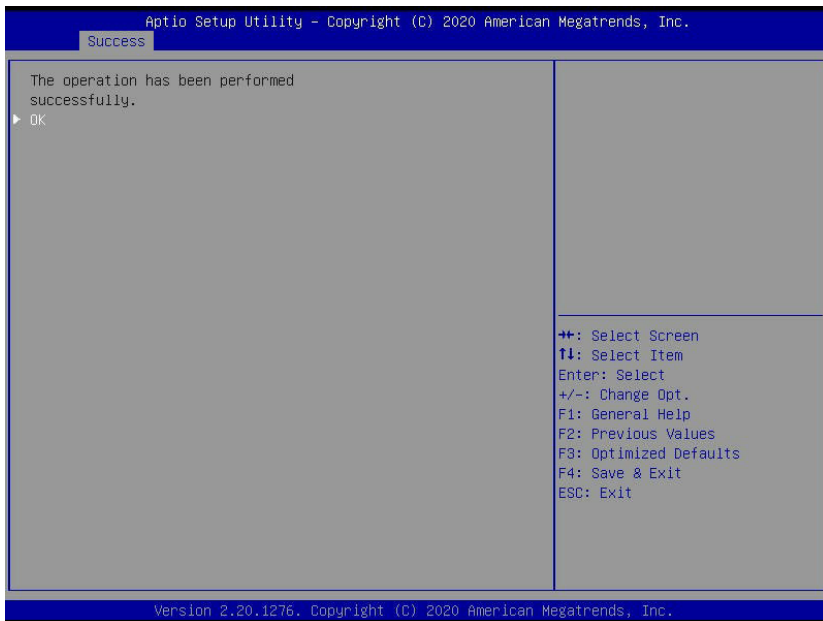 Aptio Setup Utility – Copyright (C) 2020 American Megatrends, Inc.
Success
The operation has been performed
successfully.
▶ OK
→←: Select Screen
↑↓: Select Item
Enter: Select
+/-: Change Opt.
F1: General Help
F2: Previous Values
F3: Optimized Defaults
F4: Save & Exit
ESC: Exit
Version 2.20.1276. Copyright (C) 2020 American Megatrends, Inc.